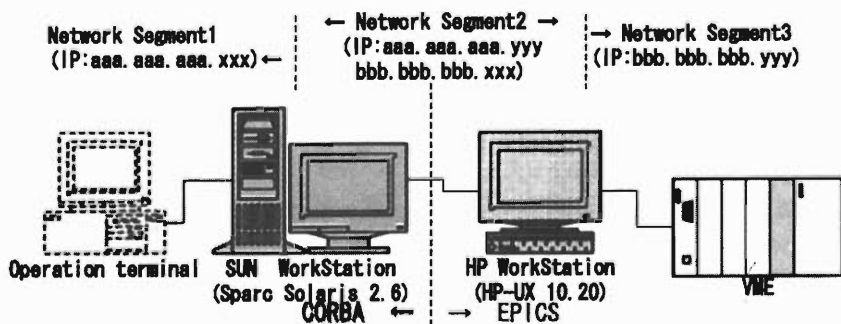 Network Segment1
(IP:aaa.aaa.aaa.xxx)←
← Network Segment2 →
(IP:aaa.aaa.aaa.yyy
bbb.bbb.bbb.xxx)
→ Network Segment3
(IP:bbb.bbb.bbb.yyy)
Operation terminal
SUN WorkStation
(Sparc Solaris 2.6)
HP WorkStation
(HP-UX 10.20)
VME
CORBA ← → EPICS